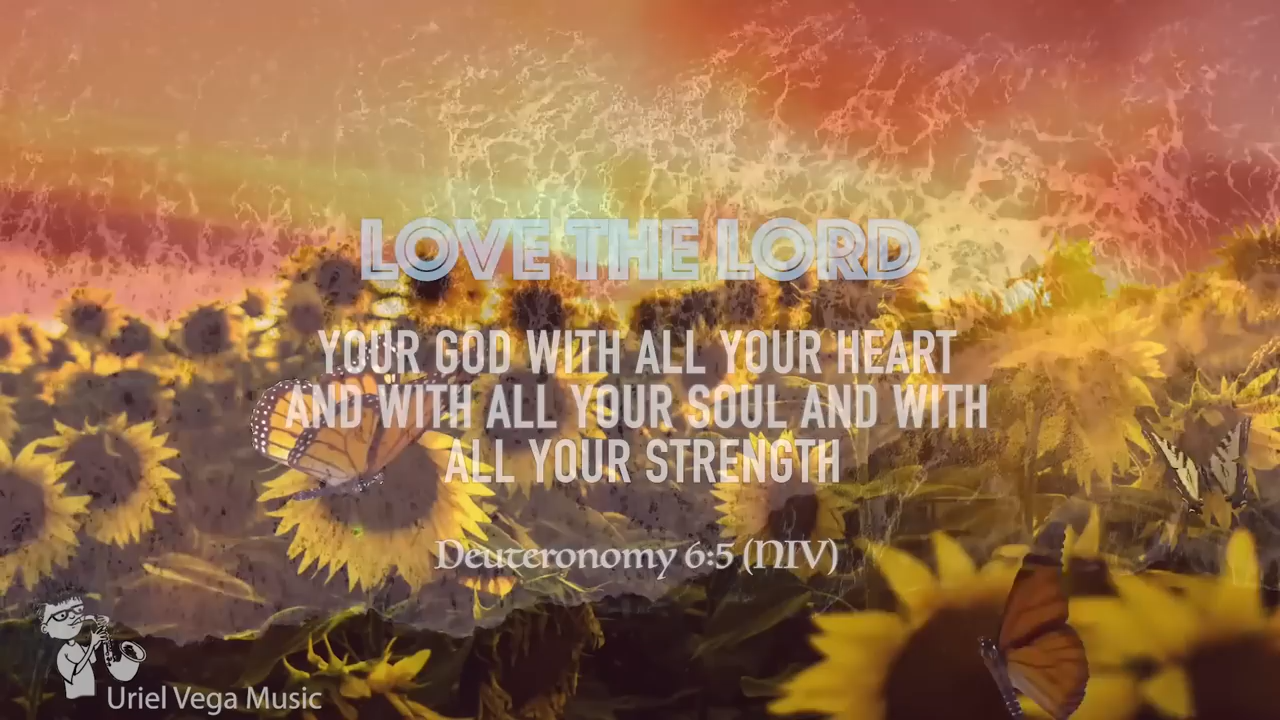 LOVE THE LORD
YOUR GOD WITH ALL YOUR HEART
AND WITH ALL YOUR SOUL AND WITH
ALL YOUR STRENGTH
Deuteronomy 6:5 (NIV)
Uriel Vega Music